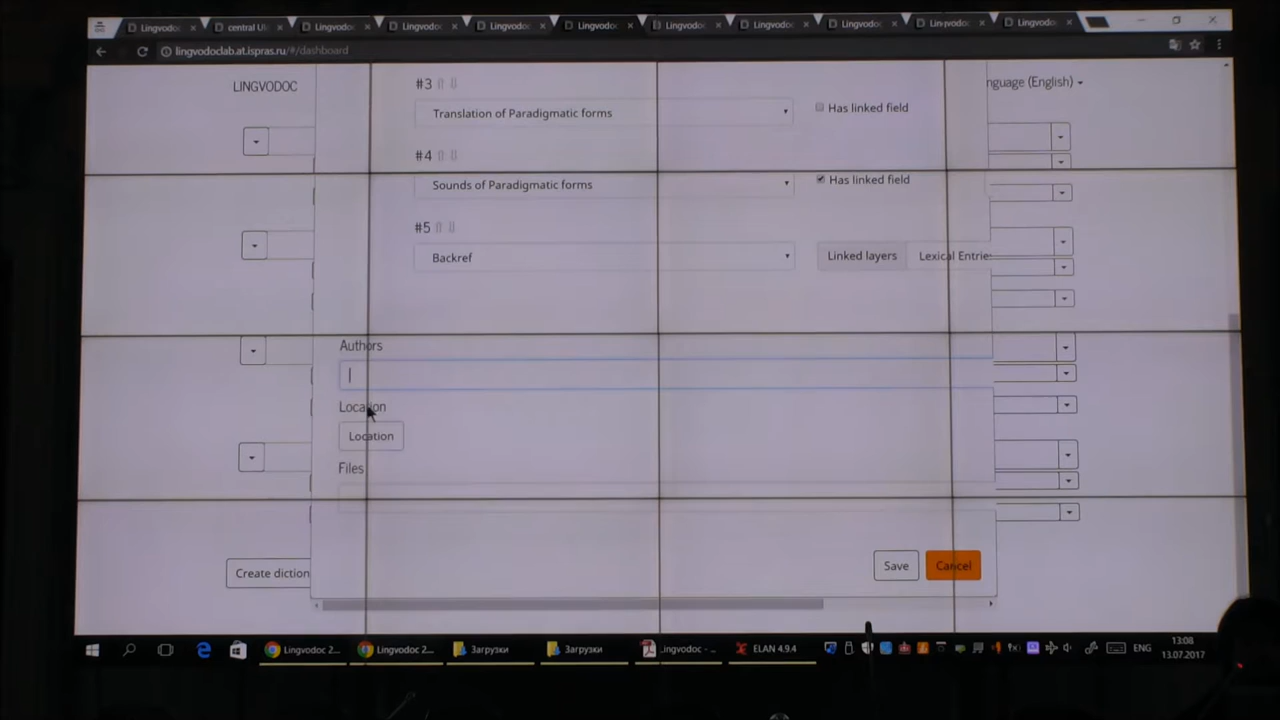 Lingvodoc
central UI
Lingvodoc
Lingvodoc
Lingvodoc
Lingvodoc
Lingvodoc
Lingvodoc
Lingvodoc
Lingvodoc
Lingvodoc
lingvodoclab.at.ispras.ru/#/dashboard
LINGVODOC
#3
nguage (English)
Translation of Paradigmatic forms
Has linked field
#4
Sounds of Paradigmatic forms
Has linked field
#5
Backref
Linked layers
Lexical Entrie
Authors
Location
Location
Files
Create diction
Save
Cancel
Lingvodoc 2...
Lingvodoc 2...
Загрузки
Загрузки
Lingvodoc - ...
ELAN 4.9.4
ENG
13:08
13.07.2017